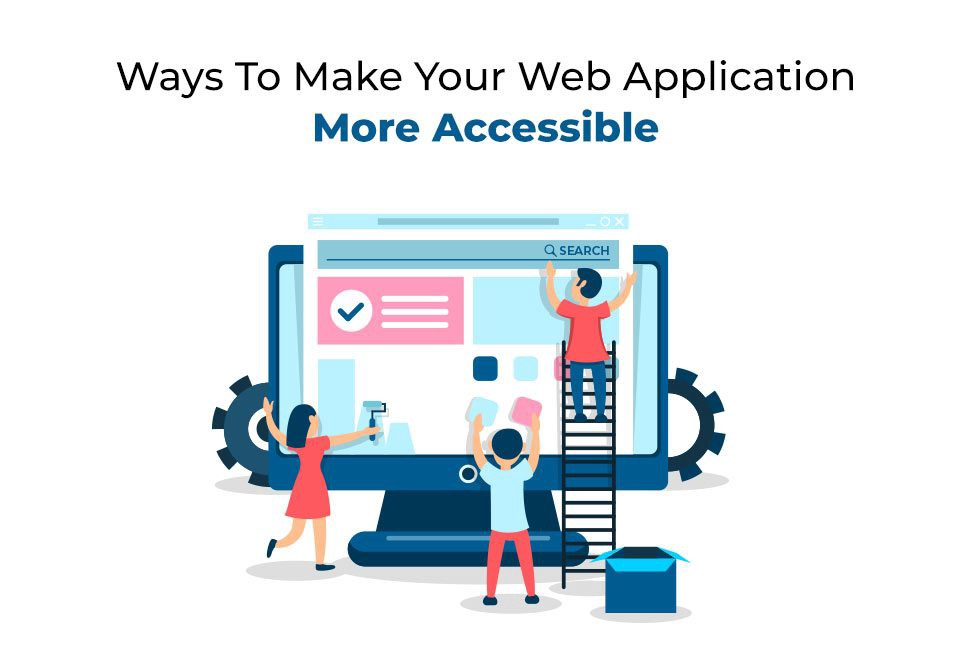 Ways To Make Your Web Application
More Accessible
SEARCH